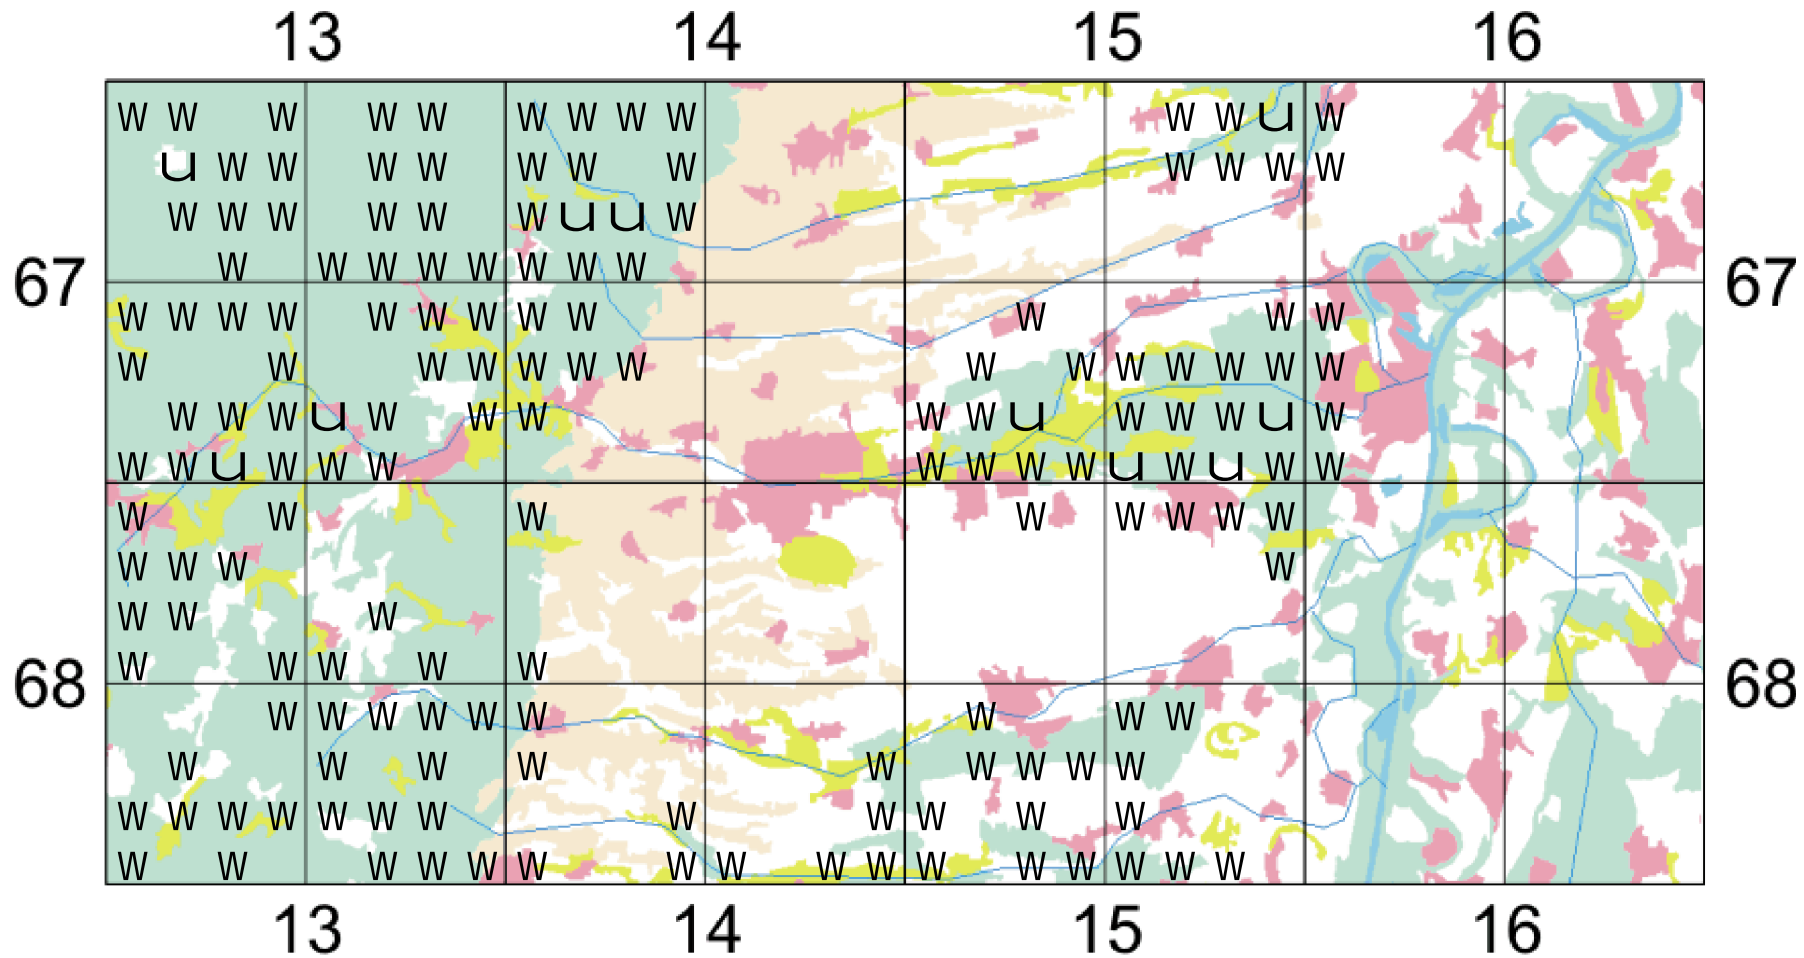 13 14 15 16
W W W W W W W W W W W u W
u W W W W W W W W W W W
W W W W W W u u W
W W W W W W W W
67 67
W W W W W W W W W W W W
W W W W W W W W W W W W W W
W W W u W W W W W u W W W u W
W W u W W W W W W W u W u W W
W W W W W W W W
W W W W
W W W
W W W W W
68 68
W W W W W W W W W
W W W W W W W W W
W W W W W W W W W W W W
W W W W W W W W W W W W W W W W
13 14 15 16